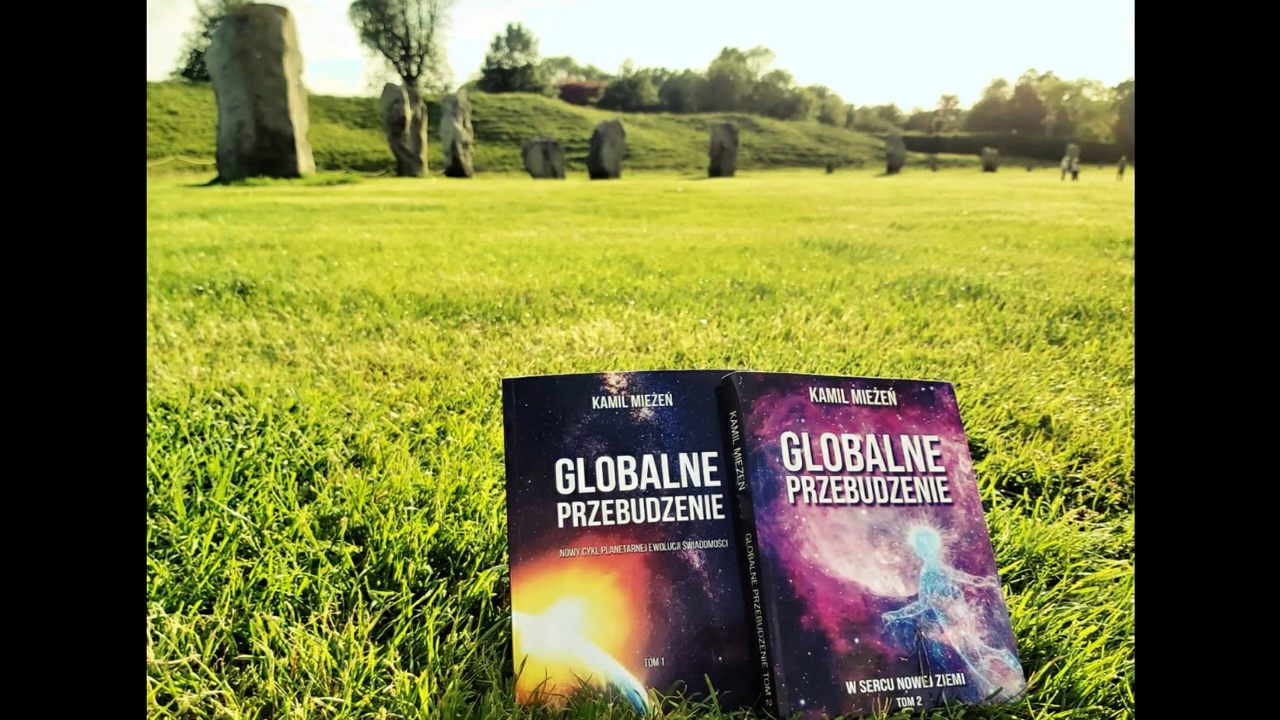 KAMIL MIEŻEŃ
GLOBALNE
PRZEBUDZENIE
NOWY CYKL PLANETARNEJ EWOLUCJI ŚWIADOMOŚCI
TOM 1
KAMIL MIEŻEŃ
GLOBALNE PRZEBUDZENIE TOM 2
KAMIL MIEŻEŃ
GLOBALNE
PRZEBUDZENIE
W SERCU NOWEJ ZIEMI
TOM 2